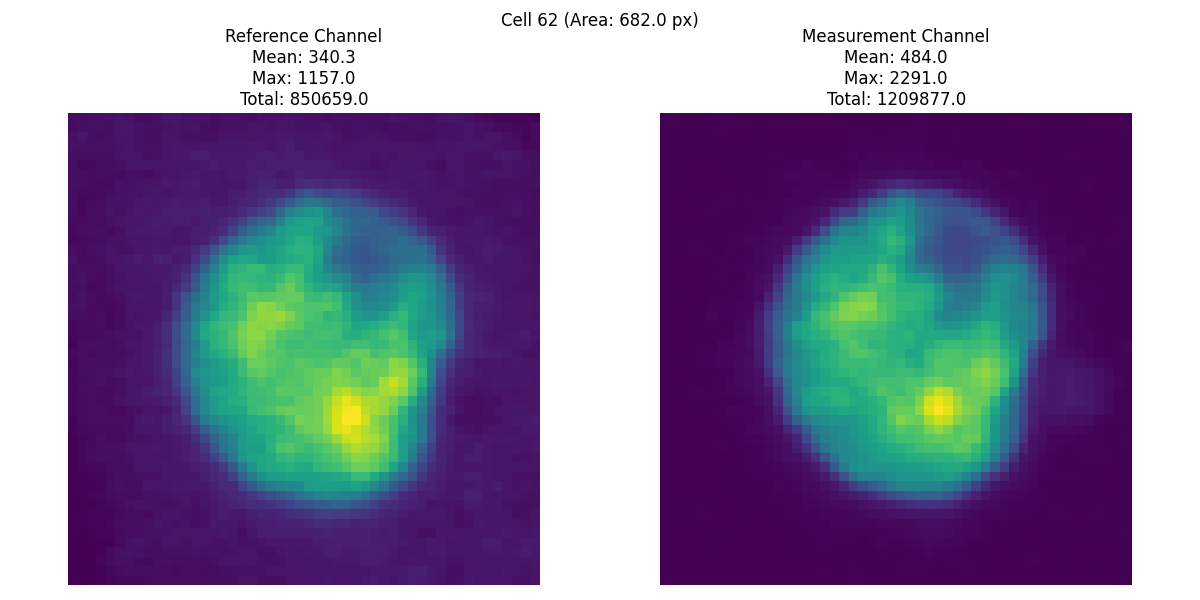 Cell 62 (Area: 682.0 px)
Reference Channel
Mean: 340.3
Max: 1157.0
Total: 850659.0
Measurement Channel
Mean: 484.0
Max: 2291.0
Total: 1209877.0